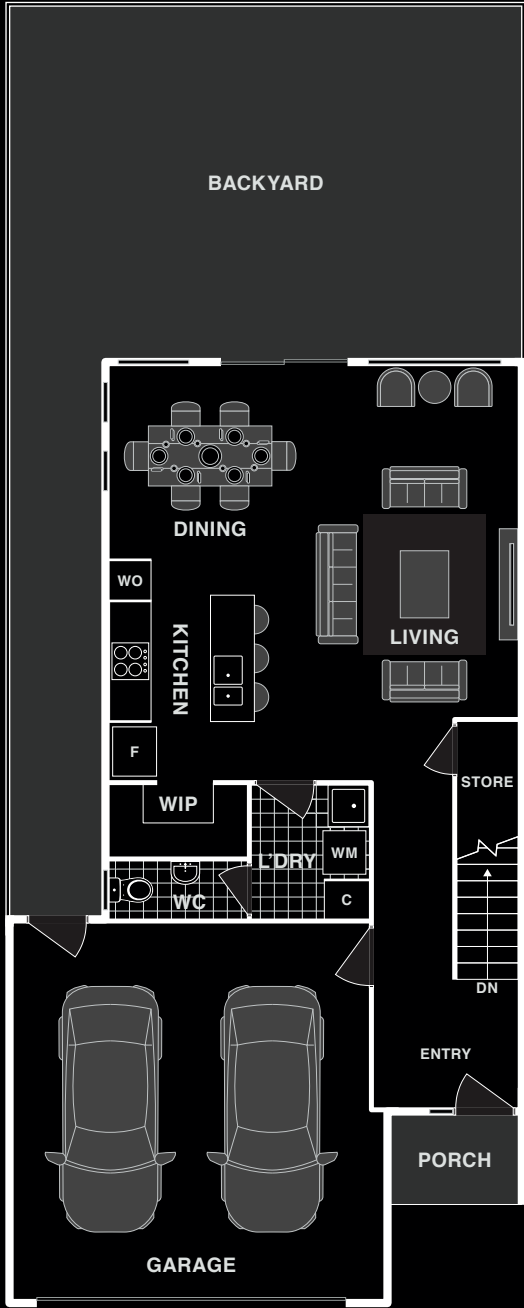 BACKYARD
DINING
WO
KITCHEN
LIVING
F
STORE
WIP
L'DRY
WM
WC
C
DN
ENTRY
PORCH
GARAGE